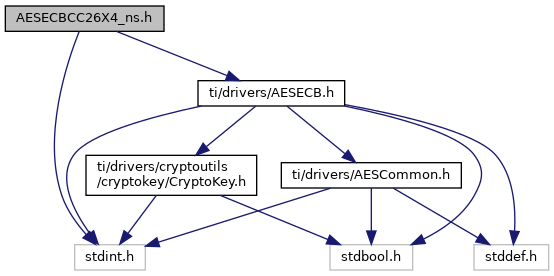 AESECBCC26X4_ns.h
ti/drivers/AESECB.h
ti/drivers/cryptoutils
/cryptokey/CryptoKey.h
ti/drivers/AESCommon.h
stdint.h
stdbool.h
stddef.h